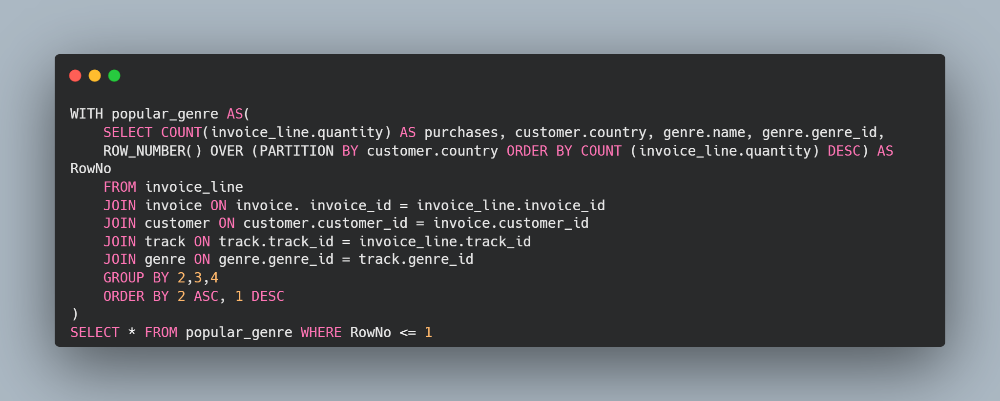 WITH popular_genre AS(
    SELECT COUNT(invoice_line.quantity) AS purchases, customer.country, genre.name, genre.genre_id,
    ROW_NUMBER() OVER (PARTITION BY customer.country ORDER BY COUNT (invoice_line.quantity) DESC) AS
RowNo
    FROM invoice_line
    JOIN invoice ON invoice. invoice_id = invoice_line.invoice_id
    JOIN customer ON customer.customer_id = invoice.customer_id
    JOIN track ON track.track_id = invoice_line.track_id
    JOIN genre ON genre.genre_id = track.genre_id
    GROUP BY 2,3,4
    ORDER BY 2 ASC, 1 DESC
)
SELECT * FROM popular_genre WHERE RowNo <= 1